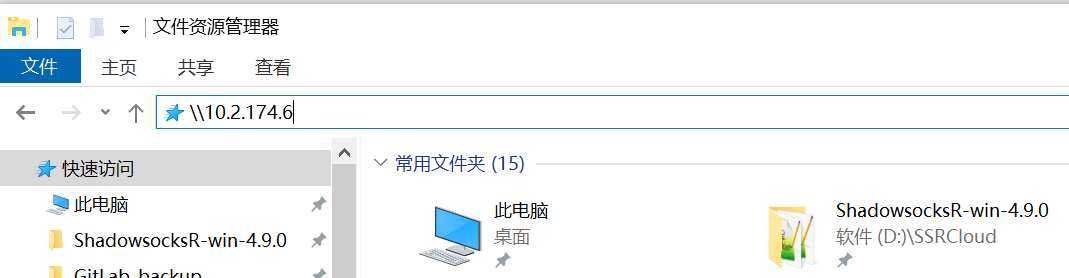 文件资源管理器
文件 主页 共享 查看
\\10.2.174.6
快速访问
此电脑
ShadowsocksR-win-4.9.0
GitLab_backup
常用文件夹 (15)
此电脑
桌面
ShadowsocksR-win-4.9.0
软件 (D:)\SSRCloud